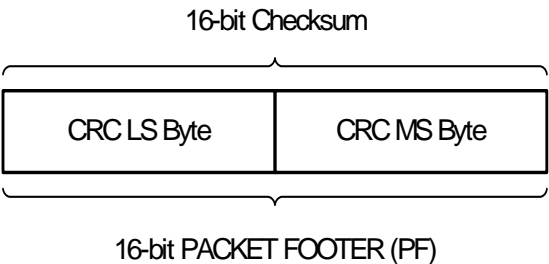 16-bit Checksum
CRC LS Byte CRC MS Byte
16-bit PACKET FOOTER (PF)